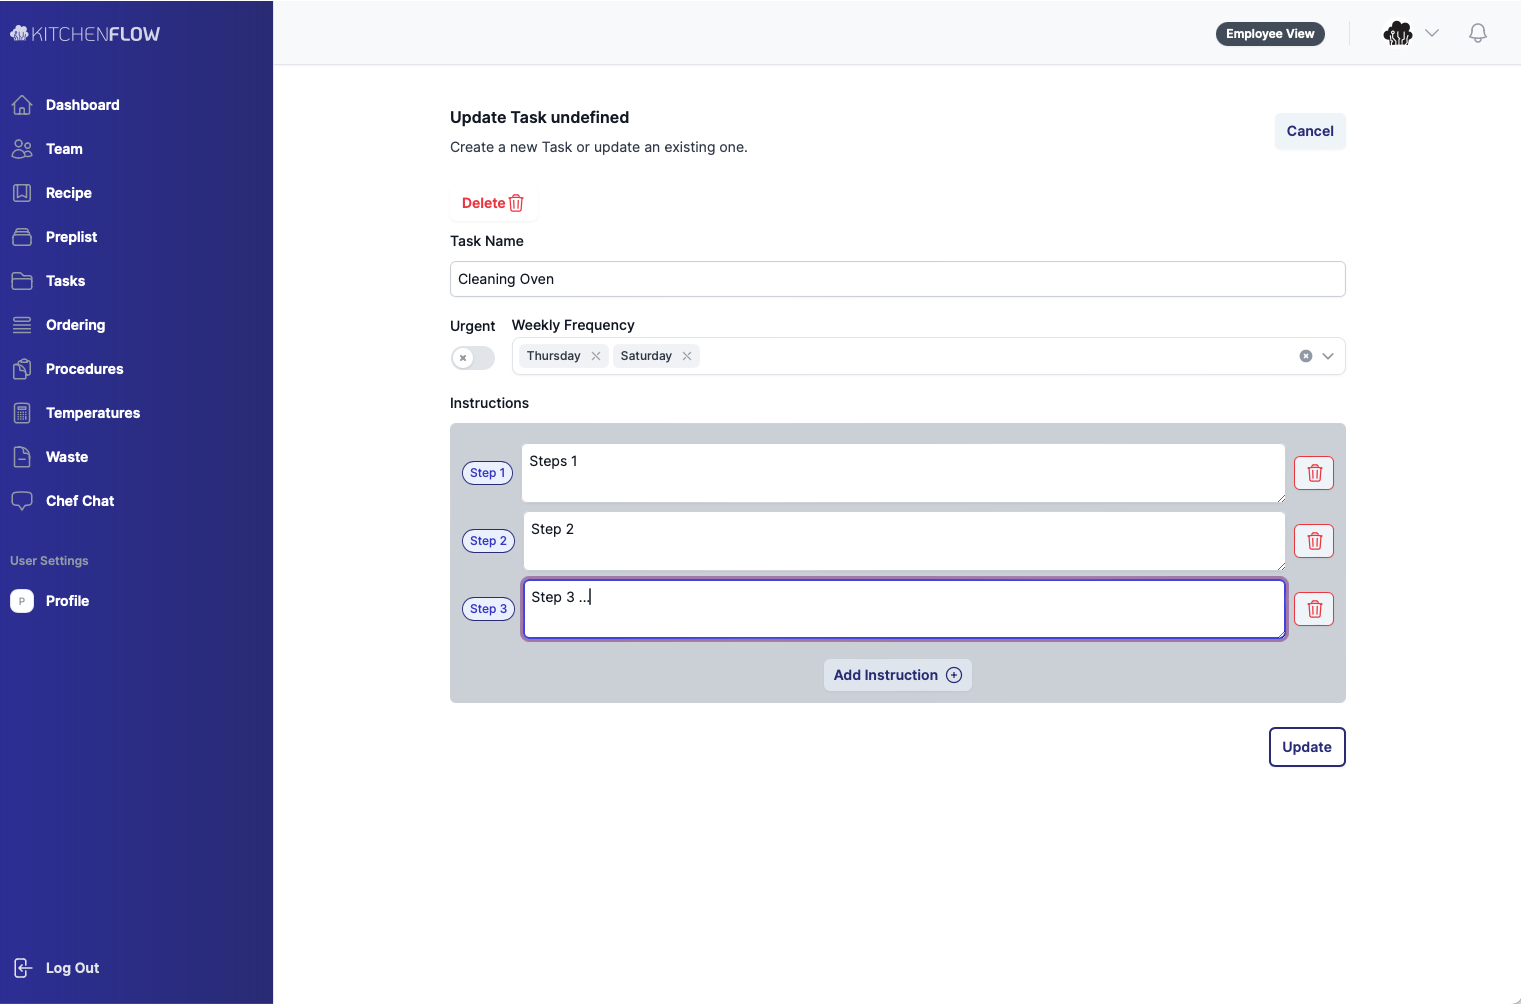 KITCHENFLOW
Dashboard
Team
Recipe
Preplist
Tasks
Ordering
Procedures
Temperatures
Waste
Chef Chat
User Settings
P
Profile
Log Out
Employee View
Update Task undefined
Create a new Task or update an existing one.
Cancel
Delete
Task Name
Cleaning Oven
Urgent
Weekly Frequency
Thursday
Saturday
Instructions
Step 1
Steps 1
Step 2
Step 2
Step 3
Step 3 ...
Add Instruction
Update